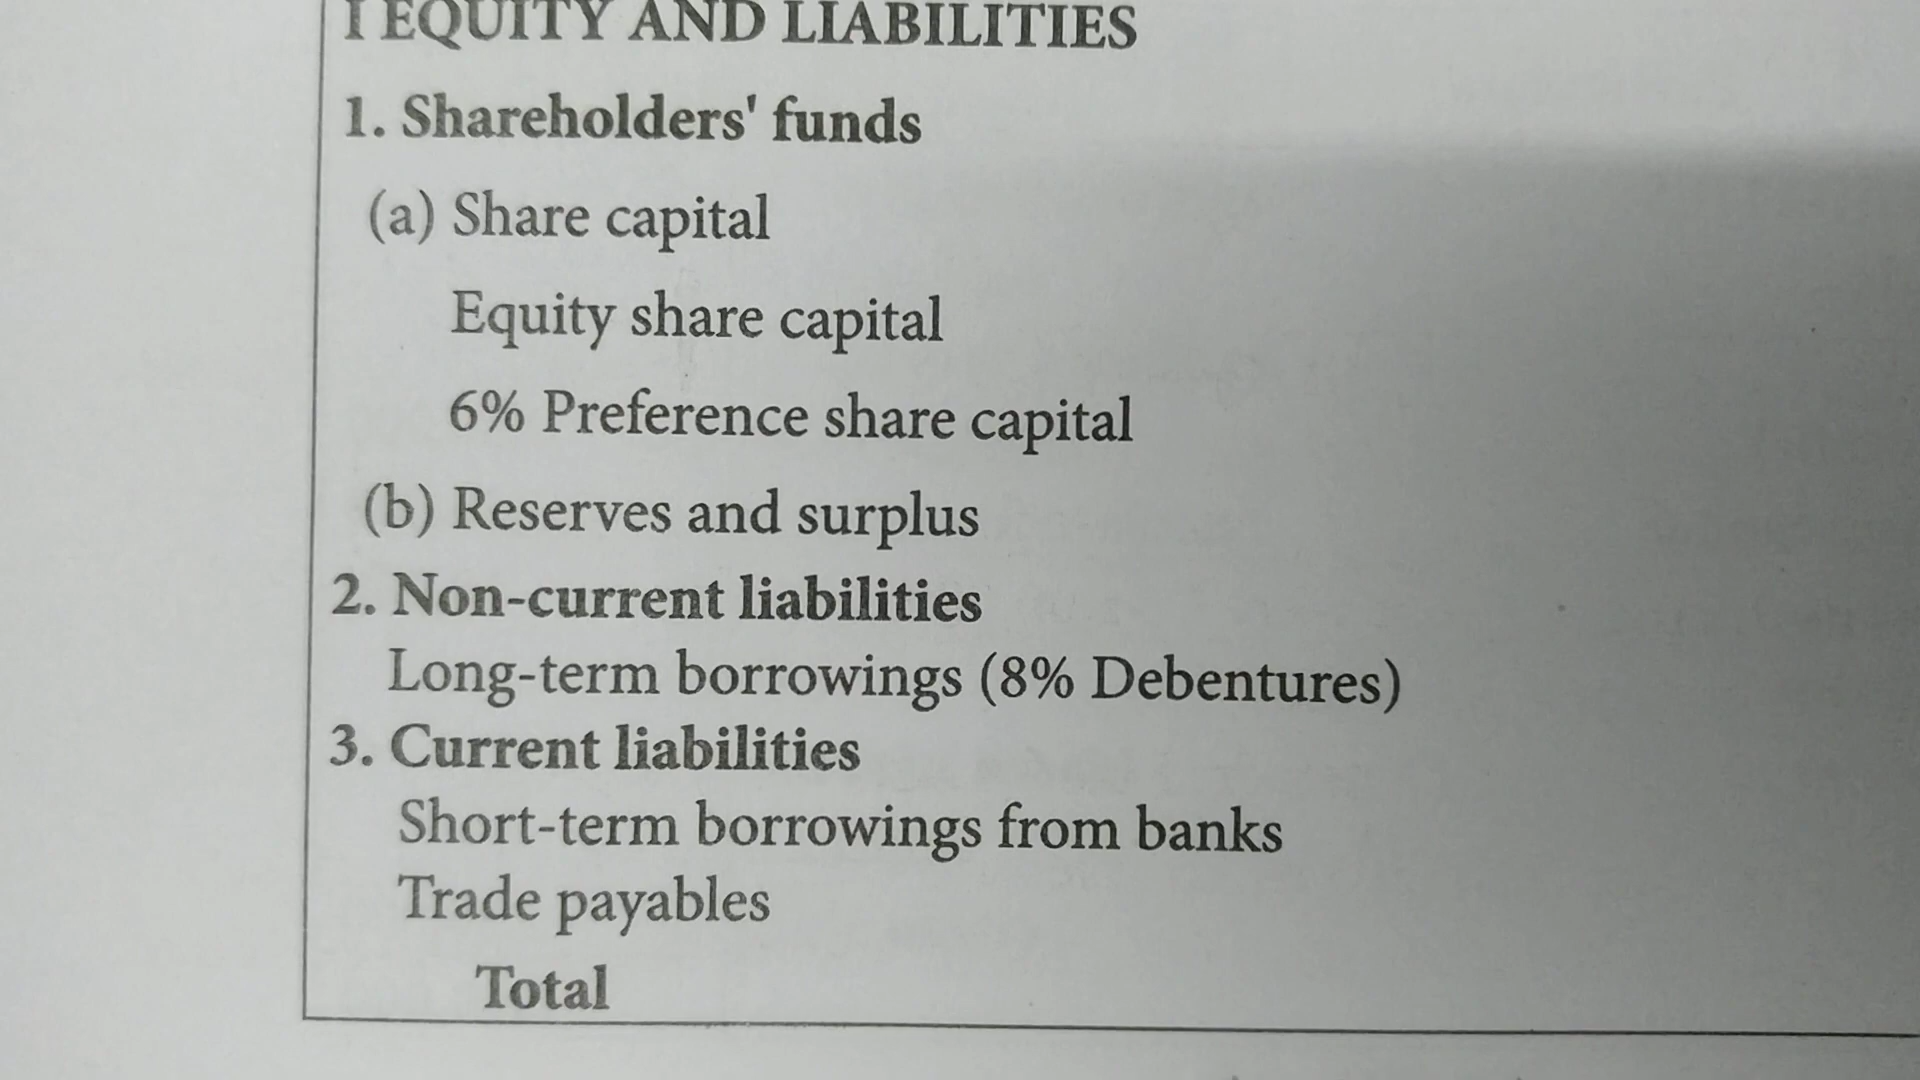 I EQUITY AND LIABILITIES
1. Shareholders' funds
(a) Share capital
Equity share capital
6% Preference share capital
(b) Reserves and surplus
2. Non-current liabilities
Long-term borrowings (8% Debentures)
3. Current liabilities
Short-term borrowings from banks
Trade payables
Total